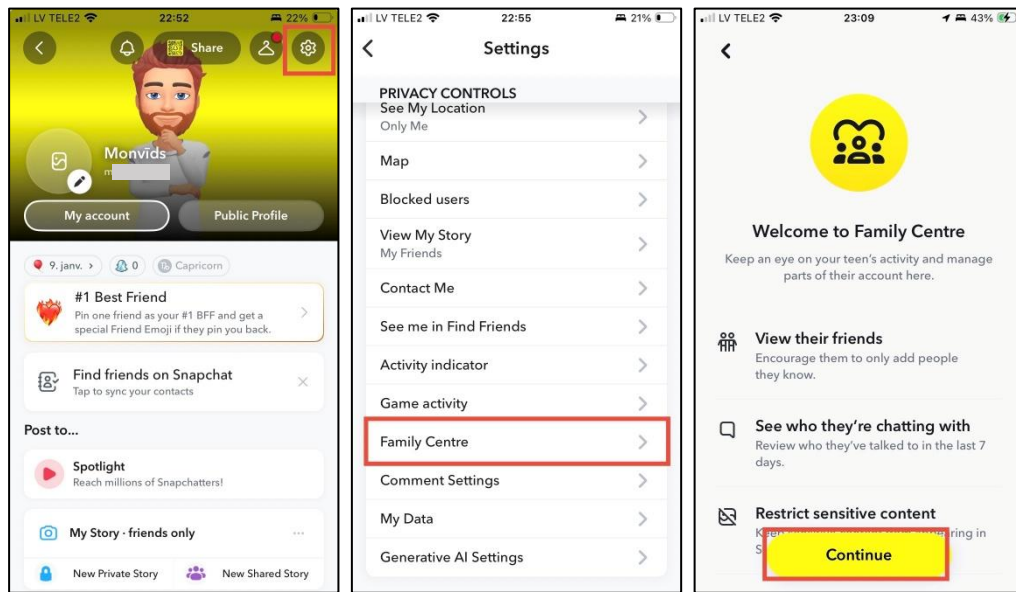 LV TELE2 22:52 22%
Share
Monvīds
m
My account Public Profile
9. janv. > 0 Capricorn
#1 Best Friend
Pin one friend as your #1 BFF and get a
special Friend Emoji if they pin you back.
Find friends on Snapchat
Tap to sync your contacts
Post to...
Spotlight
Reach millions of Snapchatters!
My Story · friends only ...
New Private Story New Shared Story
LV TELE2 22:55 21%
Settings
PRIVACY CONTROLS
See My Location
Only Me
Map
Blocked users
View My Story
My Friends
Contact Me
See me in Find Friends
Activity indicator
Game activity
Family Centre
Comment Settings
My Data
Generative AI Settings
LV TELE2 23:09 43%
Welcome to Family Centre
Keep an eye on your teen's activity and manage
parts of their account here.
View their friends
Encourage them to only add people
they know.
See who they're chatting with
Review who they've talked to in the last 7
days.
Restrict sensitive content
Continue